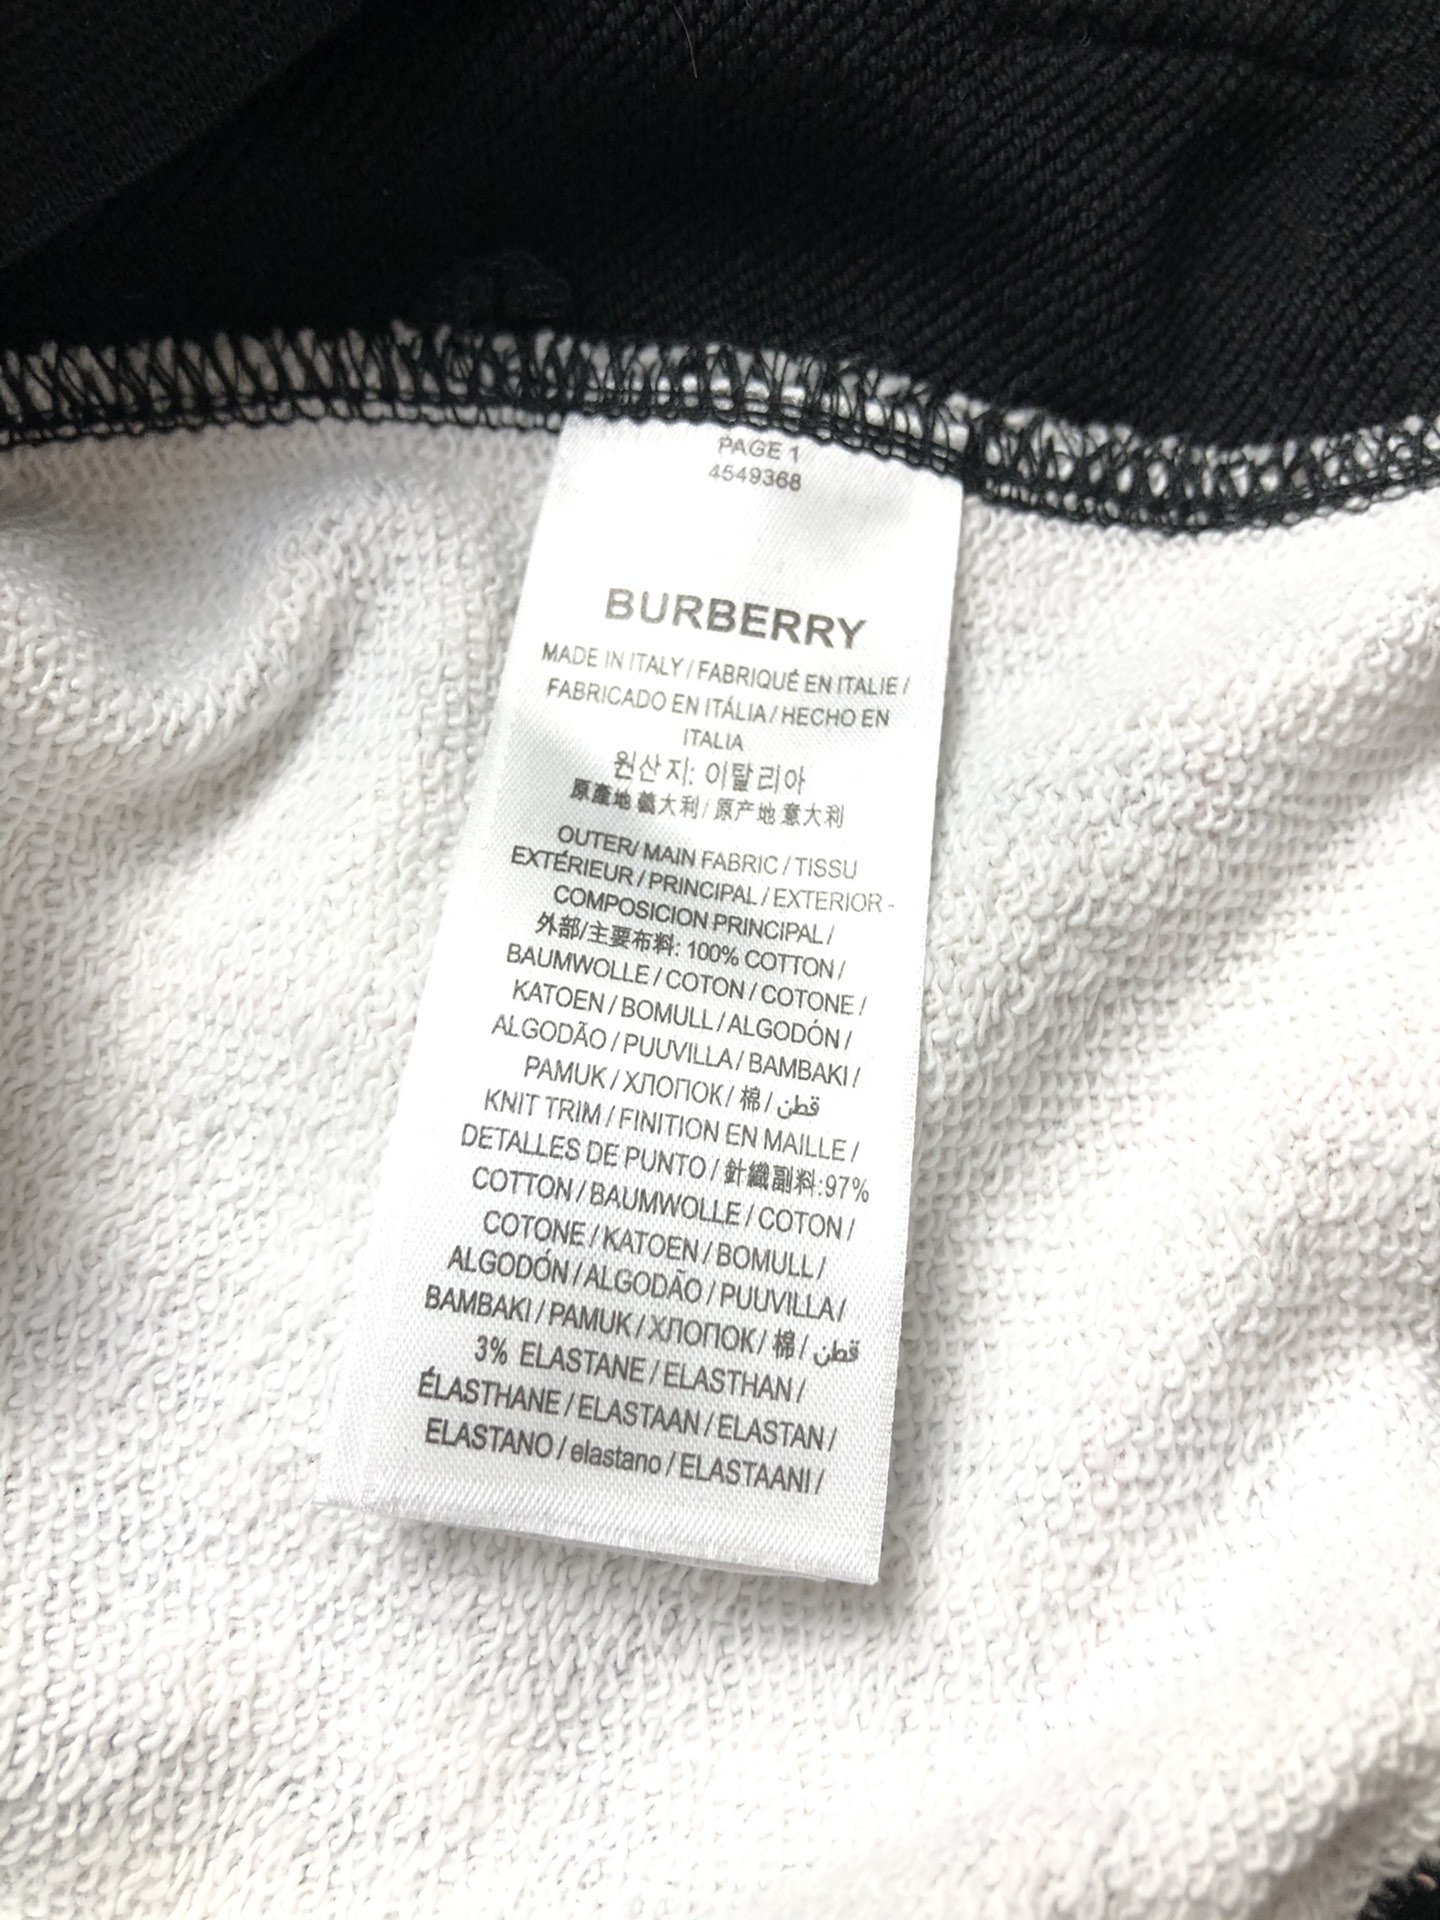 PAGE 1
4549368
BURBERRY
MADE IN ITALY / FABRIQUÉ EN ITALIE /
FABRICADO EN ITÁLIA / HECHO EN
ITALIA
원산지: 이탈리아
原產地 義大利 / 原产地 意大利
OUTER/ MAIN FABRIC / TISSU
EXTÉRIEUR / PRINCIPAL / EXTERIOR -
COMPOSICION PRINCIPAL /
外部/主要布料: 100% COTTON /
BAUMWOLLE / COTON / COTONE /
KATOEN / BOMULL / ALGODÓN /
ALGODÃO / PUUVILLA / BAMBAKI /
PAMUK / ХЛОПОК / 棉 / قطن
KNIT TRIM / FINITION EN MAILLE /
DETALLES DE PUNTO / 針織副料:97%
COTTON / BAUMWOLLE / COTON /
COTONE / KATOEN / BOMULL /
ALGODÓN / ALGODÃO / PUUVILLA /
BAMBAKI / PAMUK / ХЛОПОК / 棉 / قطن
3% ELASTANE / ELASTHAN /
ÉLASTHANE / ELASTAAN / ELASTAN /
ELASTANO / elastano / ELASTAANI /